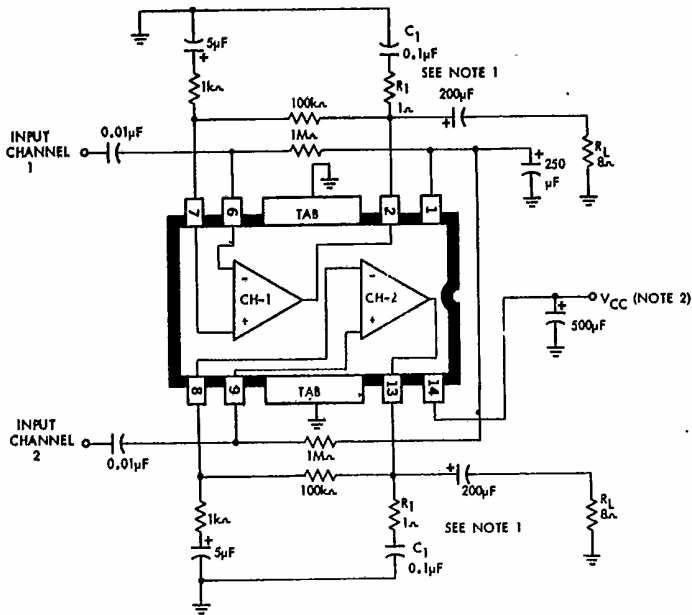 5µF
C1
0.1µF
SEE NOTE 1
1kΩ
R1
1Ω
200µF
100kΩ
INPUT
CHANNEL
1
0.01µF
1MΩ
RL
8Ω
250
µF
+
+
+
7
6
TAB
2
1
-
CH-1
+
-
CH-2
+
VCC (NOTE 2)
+
500µF
8
9
TAB
13
14
INPUT
CHANNEL
2
0.01µF
1MΩ
100kΩ
+
200µF
1kΩ
R1
1Ω
SEE NOTE 1
RL
8Ω
+
5µF
C1
0.1µF